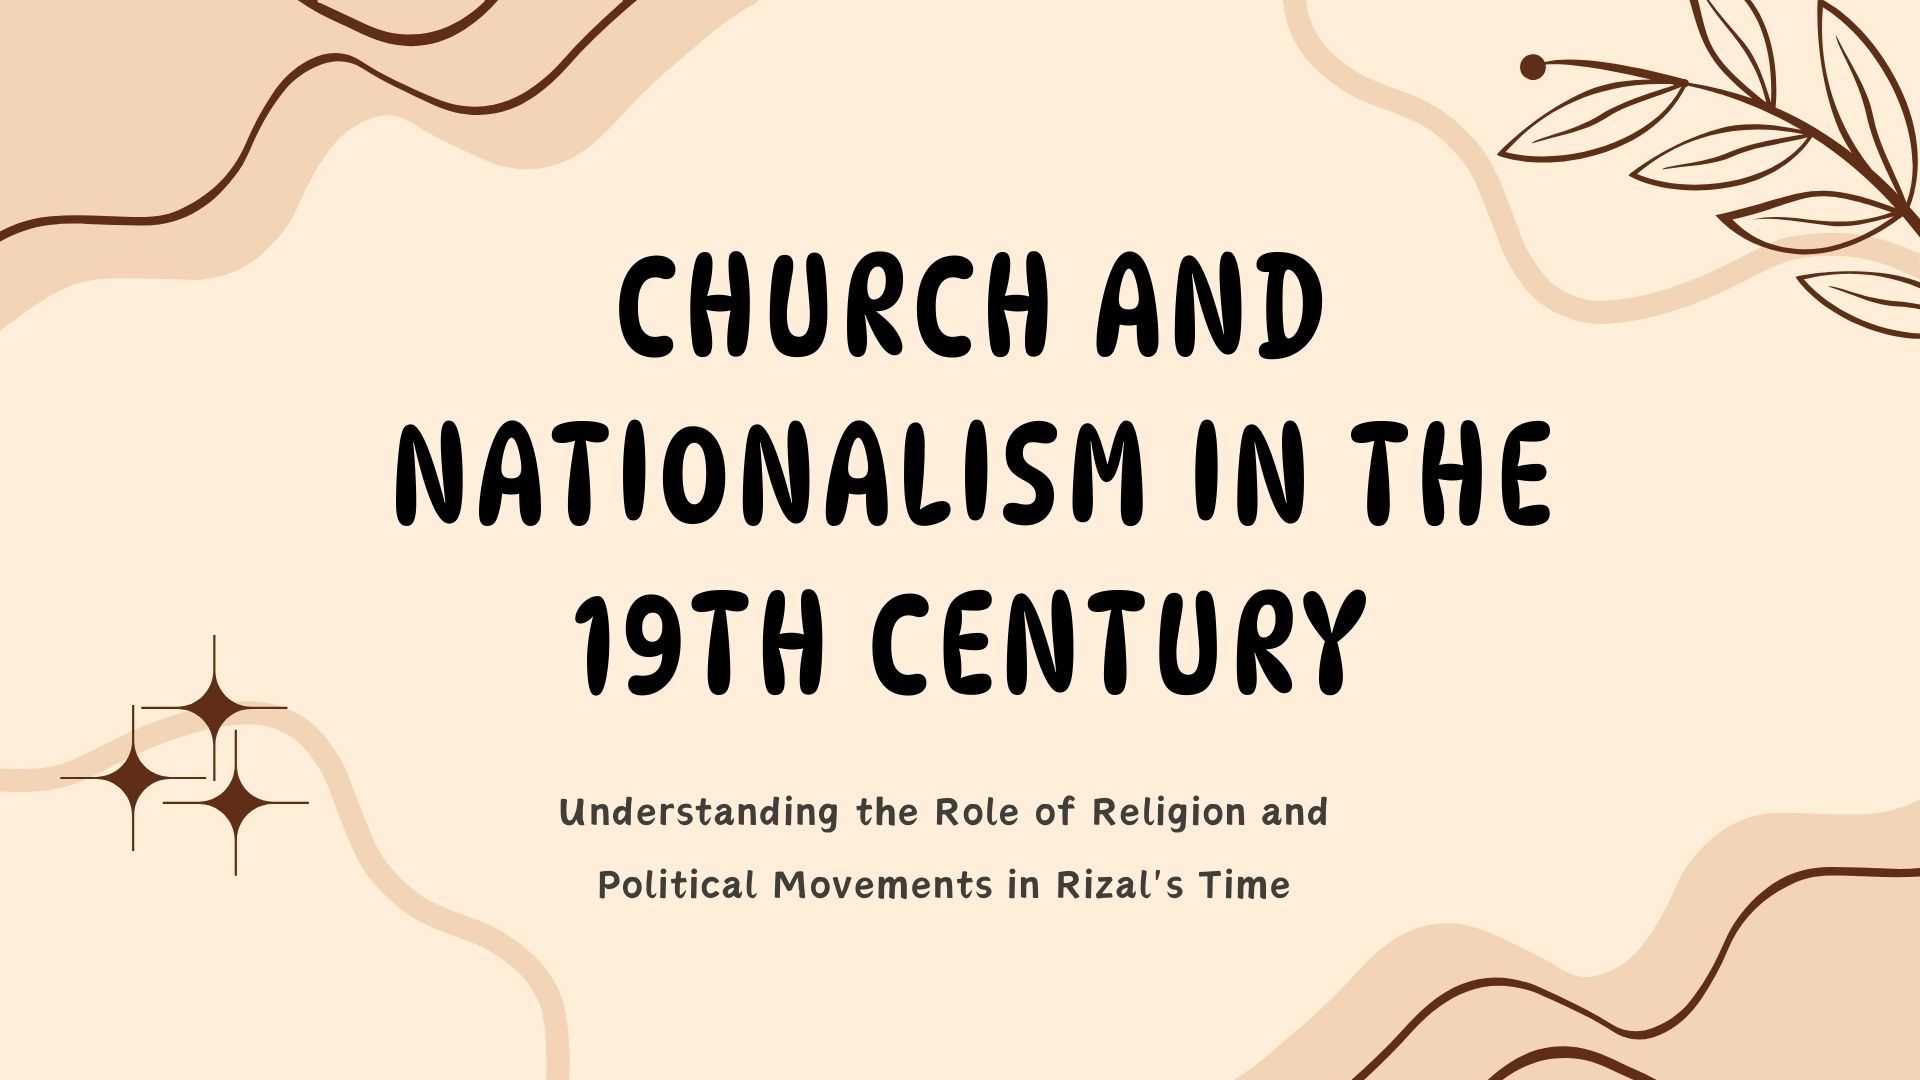 CHURCH AND
NATIONALISM IN THE
19TH CENTURY
Understanding the Role of Religion and
Political Movements in Rizal's Time